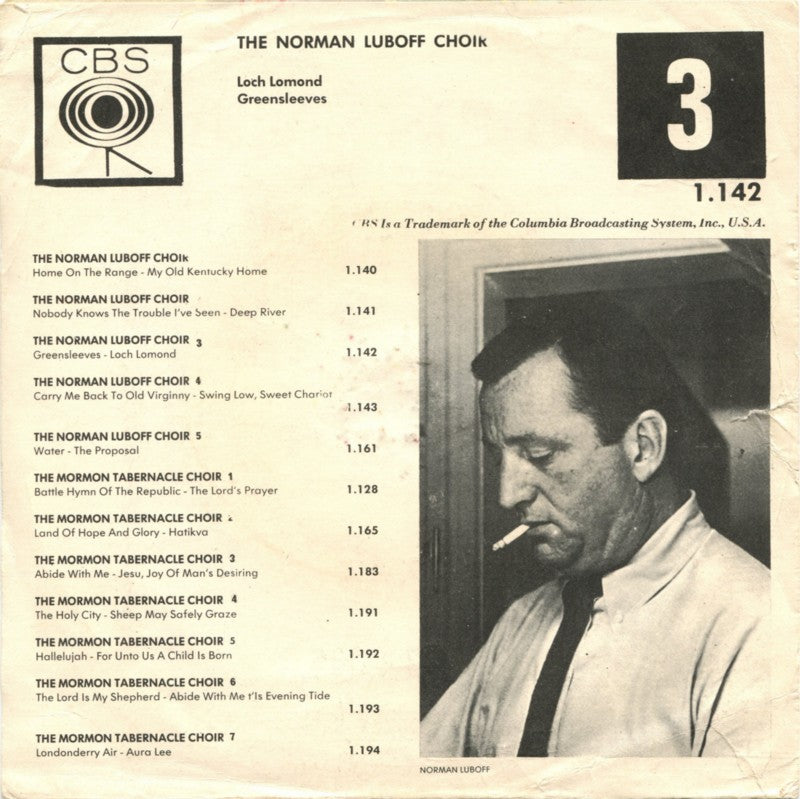 CBS
THE NORMAN LUBOFF CHOIR
Loch Lomond
Greensleeves
3
1.142
CBS Is a Trademark of the Columbia Broadcasting System, Inc., U.S.A.
THE NORMAN LUBOFF CHOIR
Home On The Range - My Old Kentucky Home 1.140
THE NORMAN LUBOFF CHOIR
Nobody Knows The Trouble I've Seen - Deep River 1.141
THE NORMAN LUBOFF CHOIR 3
Greensleeves - Loch Lomond 1.142
THE NORMAN LUBOFF CHOIR 4
Carry Me Back To Old Virginny - Swing Low, Sweet Chariot
1.143
THE NORMAN LUBOFF CHOIR 5
Water - The Proposal 1.161
THE MORMON TABERNACLE CHOIR 1
Battle Hymn Of The Republic - The Lord's Prayer 1.128
THE MORMON TABERNACLE CHOIR
Land Of Hope And Glory - Hatikva 1.165
THE MORMON TABERNACLE CHOIR 3
Abide With Me - Jesu, Joy Of Man's Desiring 1.183
THE MORMON TABERNACLE CHOIR 4
The Holy City - Sheep May Safely Graze 1.191
THE MORMON TABERNACLE CHOIR 5
Hallelujah - For Unto Us A Child Is Born 1.192
THE MORMON TABERNACLE CHOIR 6
The Lord Is My Shepherd - Abide With Me t'Is Evening Tide
1.193
THE MORMON TABERNACLE CHOIR 7
Londonderry Air - Aura Lee 1.194
NORMAN LUBOFF